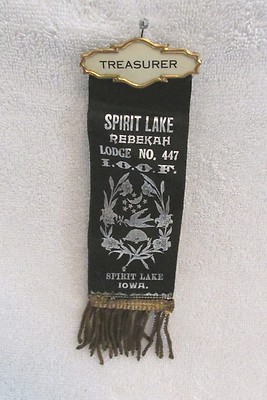 TREASURER
SPIRIT LAKE
REBEKAH
LODGE NO. 447
I.O.O.F.
SPIRIT LAKE
IOWA.